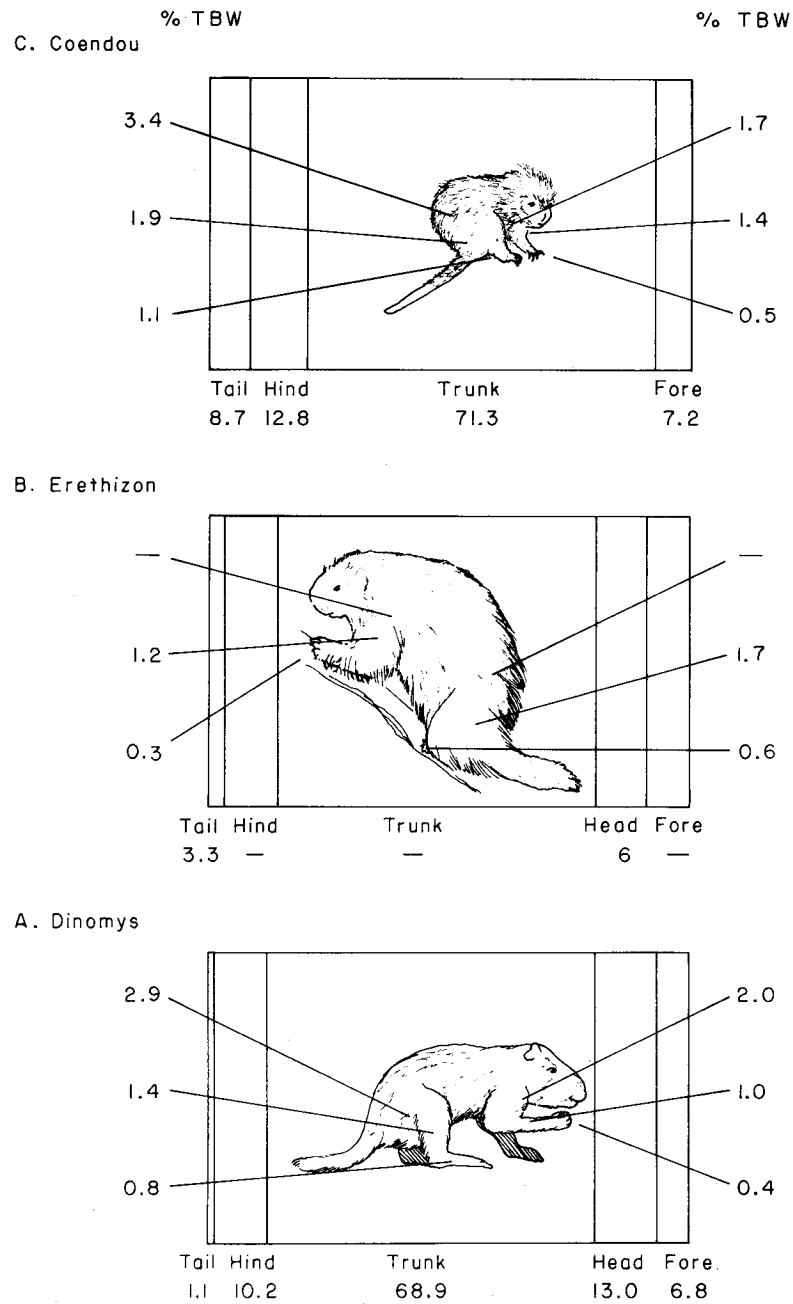 % TBW % TBW
C. Coendou
3.4 1.7
1.9 1.4
1.1 0.5
Tail Hind Trunk Fore
8.7 12.8 71.3 7.2
B. Erethizon
— —
1.2 1.7
0.3 0.6
Tail Hind Trunk Head Fore
3.3 — — 6 —
A. Dinomys
2.9 2.0
1.4 1.0
0.8 0.4
Tail Hind Trunk Head Fore
1.1 10.2 68.9 13.0 6.8